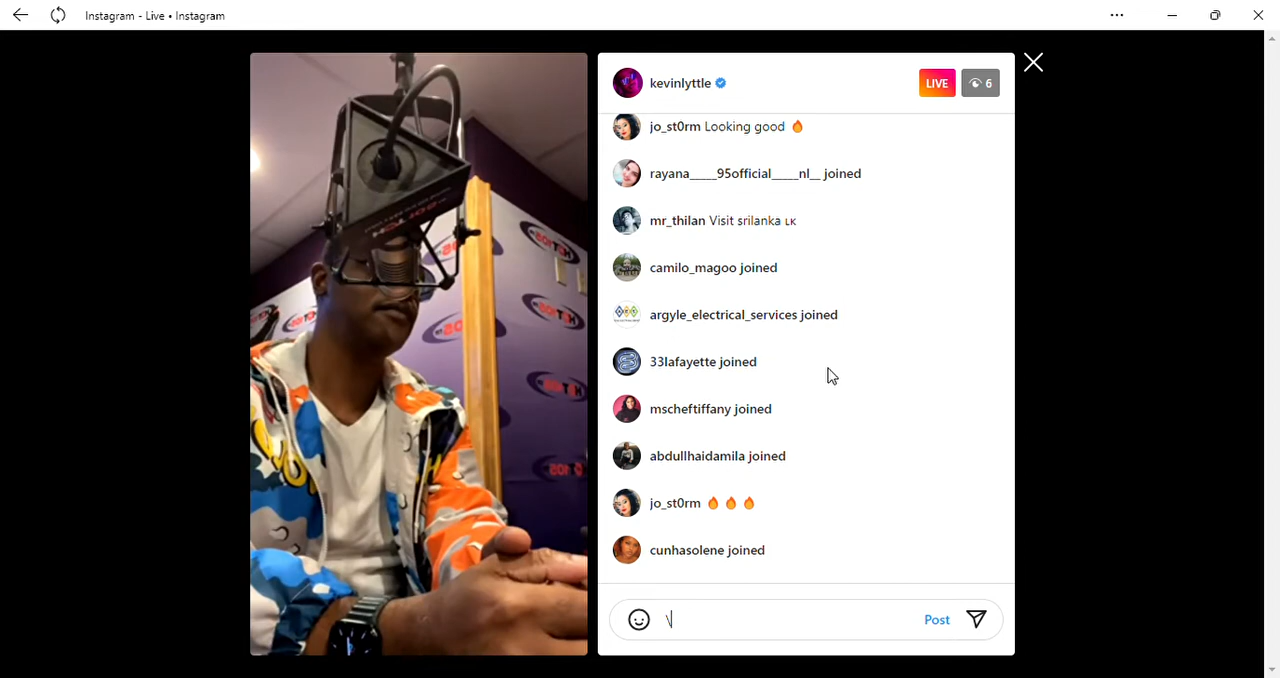 Instagram - Live • Instagram
kevinlyttle
LIVE
6
jo_st0rm Looking good 🔥
rayana_____95official_____nl__ joined
mr_thilan Visit srilanka ʟᴋ
camilo_magoo joined
argyle_electrical_services joined
33lafayette joined
mscheftiffany joined
abdullhaidamila joined
jo_st0rm 🔥 🔥 🔥
cunhasolene joined
\
Post